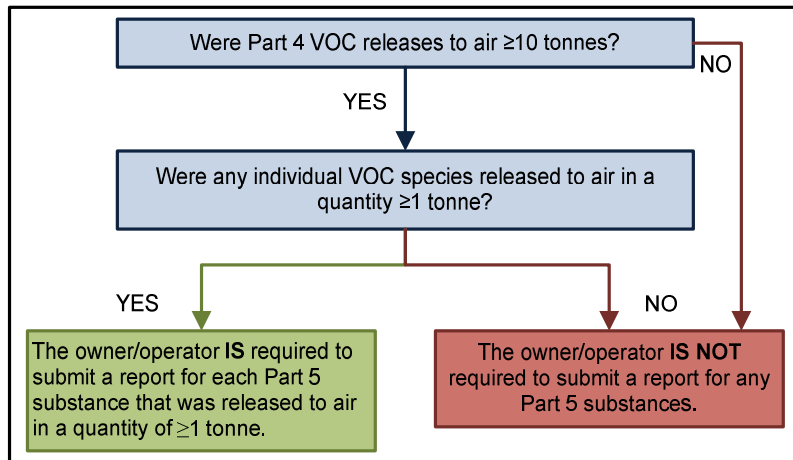 Were Part 4 VOC releases to air ≥10 tonnes?
NO
YES
Were any individual VOC species released to air in a
quantity ≥1 tonne?
YES
NO
The owner/operator IS required to
submit a report for each Part 5
substance that was released to air
in a quantity of ≥1 tonne.
The owner/operator IS NOT
required to submit a report for any
Part 5 substances.